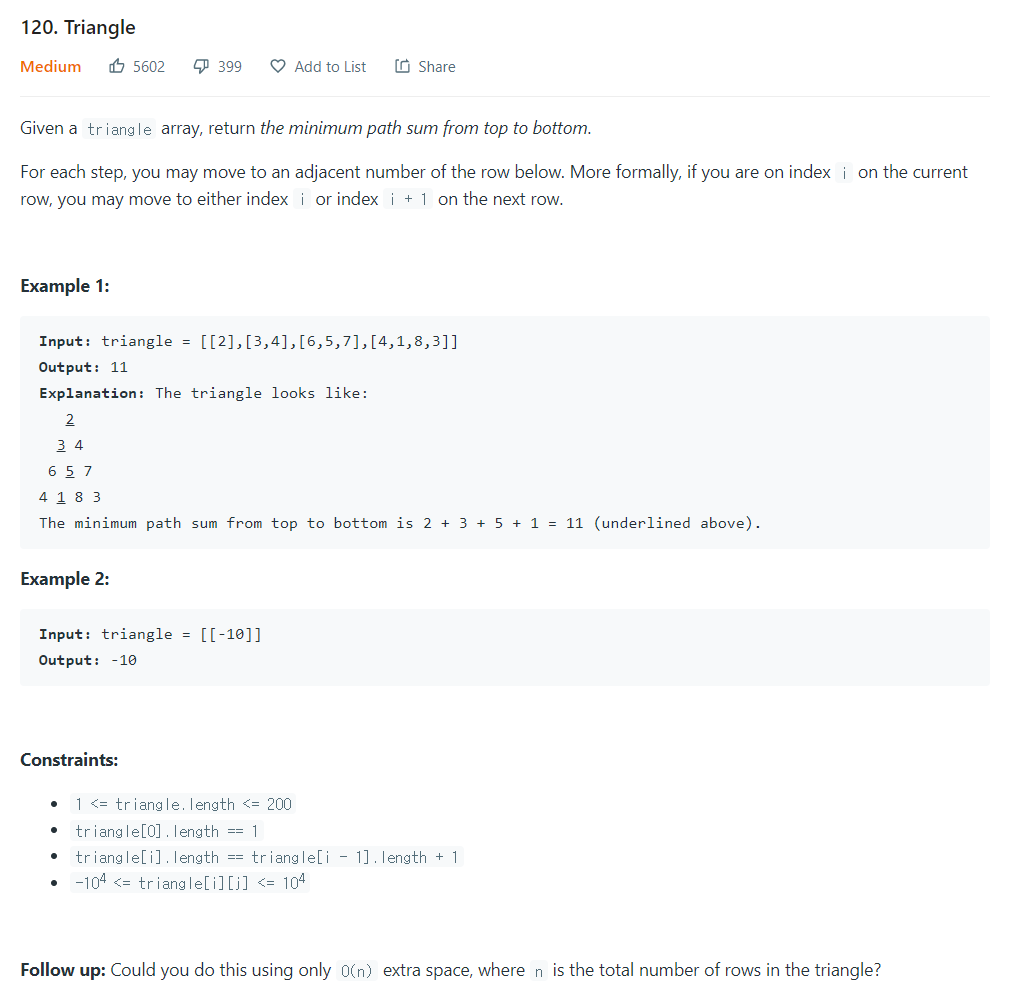 120. Triangle
Medium 5602 399 Add to List Share
Given a triangle array, return the minimum path sum from top to bottom.
For each step, you may move to an adjacent number of the row below. More formally, if you are on index i on the current
row, you may move to either index i or index i + 1 on the next row.
Example 1:
Input: triangle = [[2],[3,4],[6,5,7],[4,1,8,3]]
Output: 11
Explanation: The triangle looks like:
2
3 4
6 5 7
4 1 8 3
The minimum path sum from top to bottom is 2 + 3 + 5 + 1 = 11 (underlined above).
Example 2:
Input: triangle = [[-10]]
Output: -10
Constraints:
1 <= triangle.length <= 200
triangle[0].length == 1
triangle[i].length == triangle[i - 1].length + 1
-10⁴ <= triangle[i][j] <= 10⁴
Follow up: Could you do this using only O(n) extra space, where n is the total number of rows in the triangle?